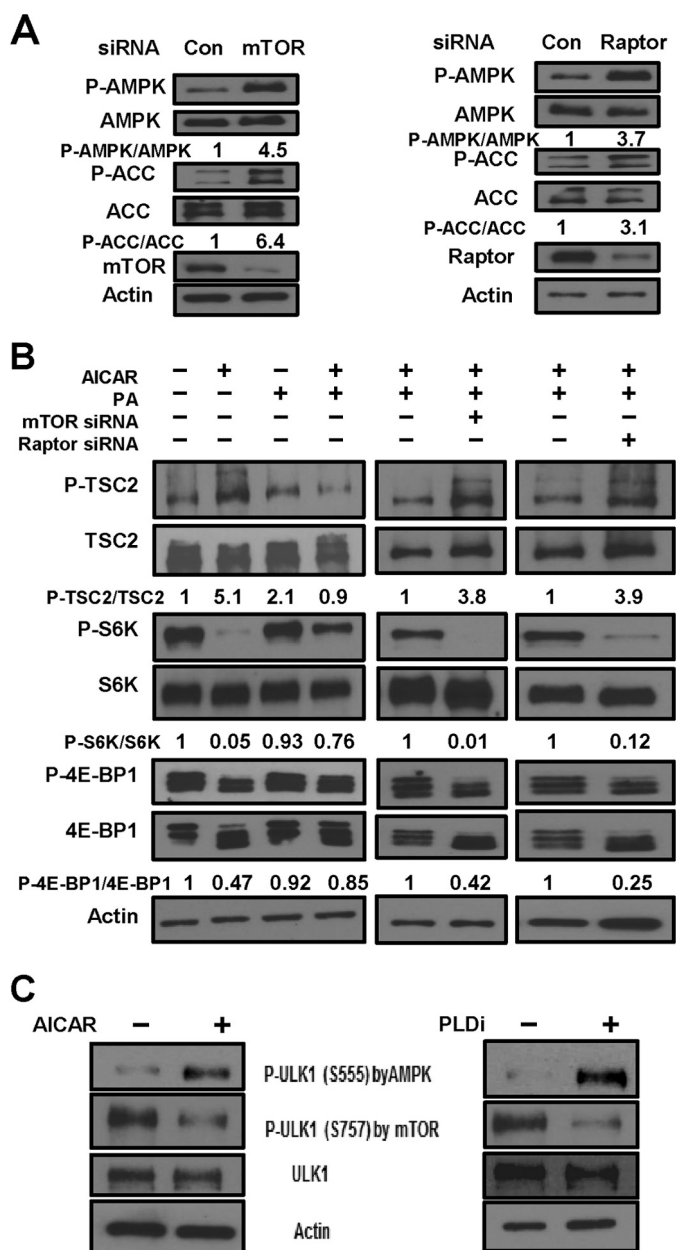 A
siRNA Con mTOR
P-AMPK
AMPK
P-AMPK/AMPK 1 4.5
P-ACC
ACC
P-ACC/ACC 1 6.4
mTOR
Actin
siRNA Con Raptor
P-AMPK
AMPK
P-AMPK/AMPK 1 3.7
P-ACC
ACC
P-ACC/ACC 1 3.1
Raptor
Actin
B
AICAR − + − + + + + +
PA − − + + + + + +
mTOR siRNA − − − − − + − −
Raptor siRNA − − − − − − − +
P-TSC2
TSC2
P-TSC2/TSC2 1 5.1 2.1 0.9 1 3.8 1 3.9
P-S6K
S6K
P-S6K/S6K 1 0.05 0.93 0.76 1 0.01 1 0.12
P-4E-BP1
4E-BP1
P-4E-BP1/4E-BP1 1 0.47 0.92 0.85 1 0.42 1 0.25
Actin
C
AICAR − +
PLDi − +
P-ULK1 (S555) byAMPK
P-ULK1 (S757) by mTOR
ULK1
Actin